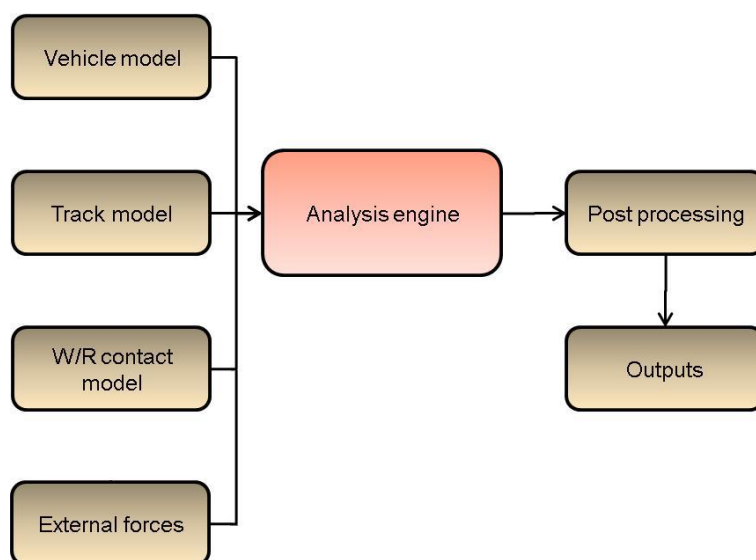 Vehicle model
Track model
W/R contact
model
External forces
Analysis engine
Post processing
Outputs